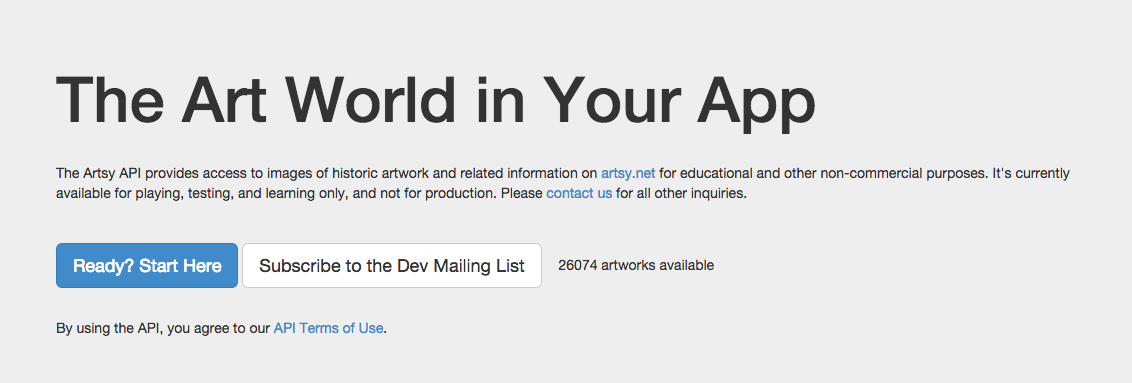 The Art World in Your App
The Artsy API provides access to images of historic artwork and related information on artsy.net for educational and other non-commercial purposes. It's currently
available for playing, testing, and learning only, and not for production. Please contact us for all other inquiries.
Ready? Start Here
Subscribe to the Dev Mailing List
26074 artworks available
By using the API, you agree to our API Terms of Use.